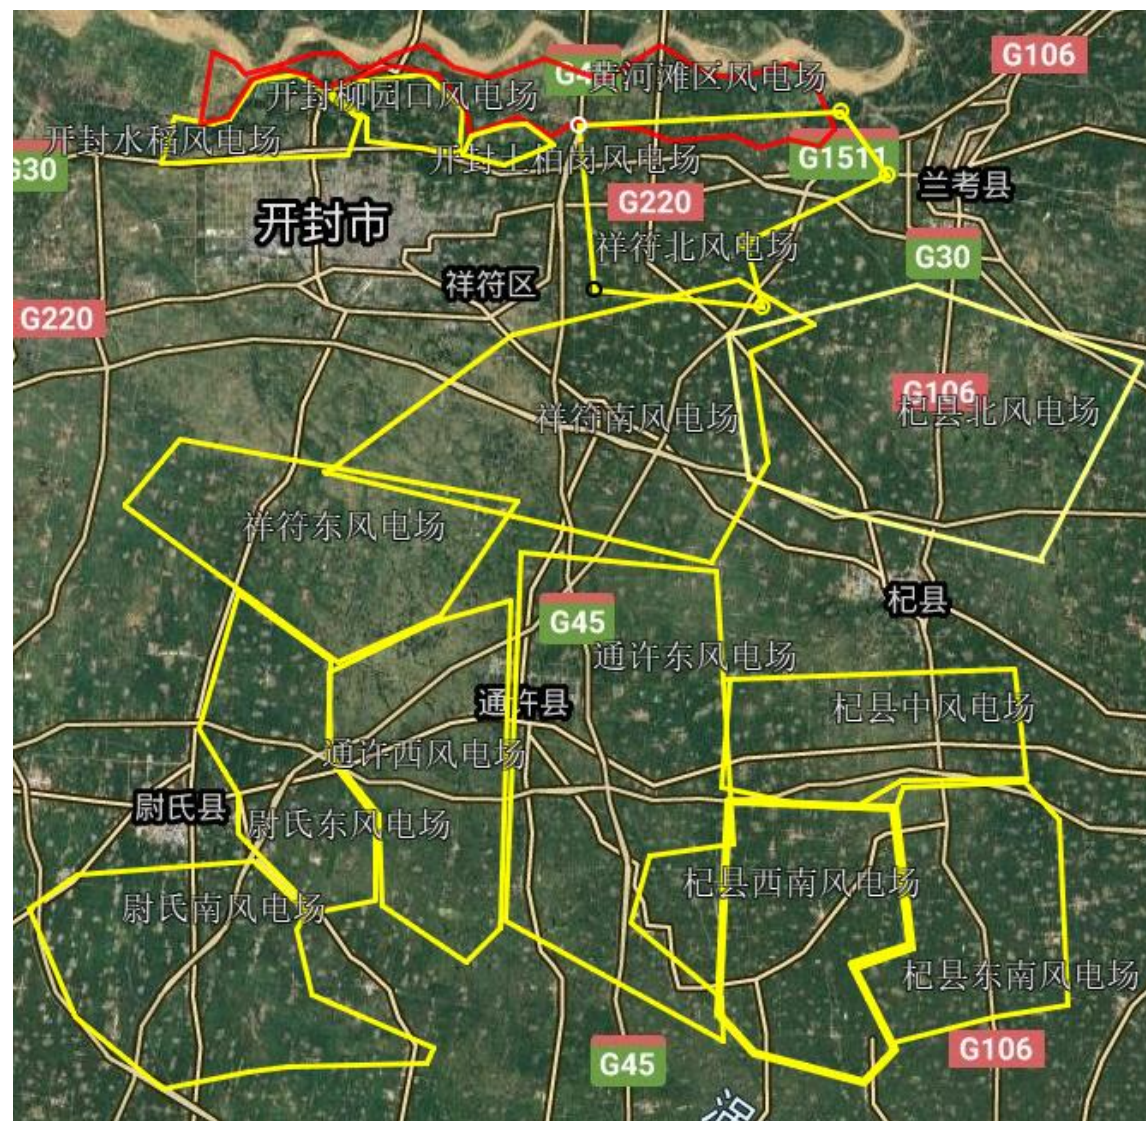 G106
G4
黄河滩区风电场
开封柳园口风电场
开封水稻风电场
G30
开封土柏岗风电场
G1511
兰考县
G220
开封市
祥符北风电场
G30
祥符区
G220
G106
杞县北风电场
祥符南风电场
祥符东风电场
杞县
G45
通许东风电场
通许县
杞县中风电场
通许西风电场
尉氏县
尉氏东风电场
杞县西南风电场
尉氏南风电场
杞县东南风电场
G45
G106